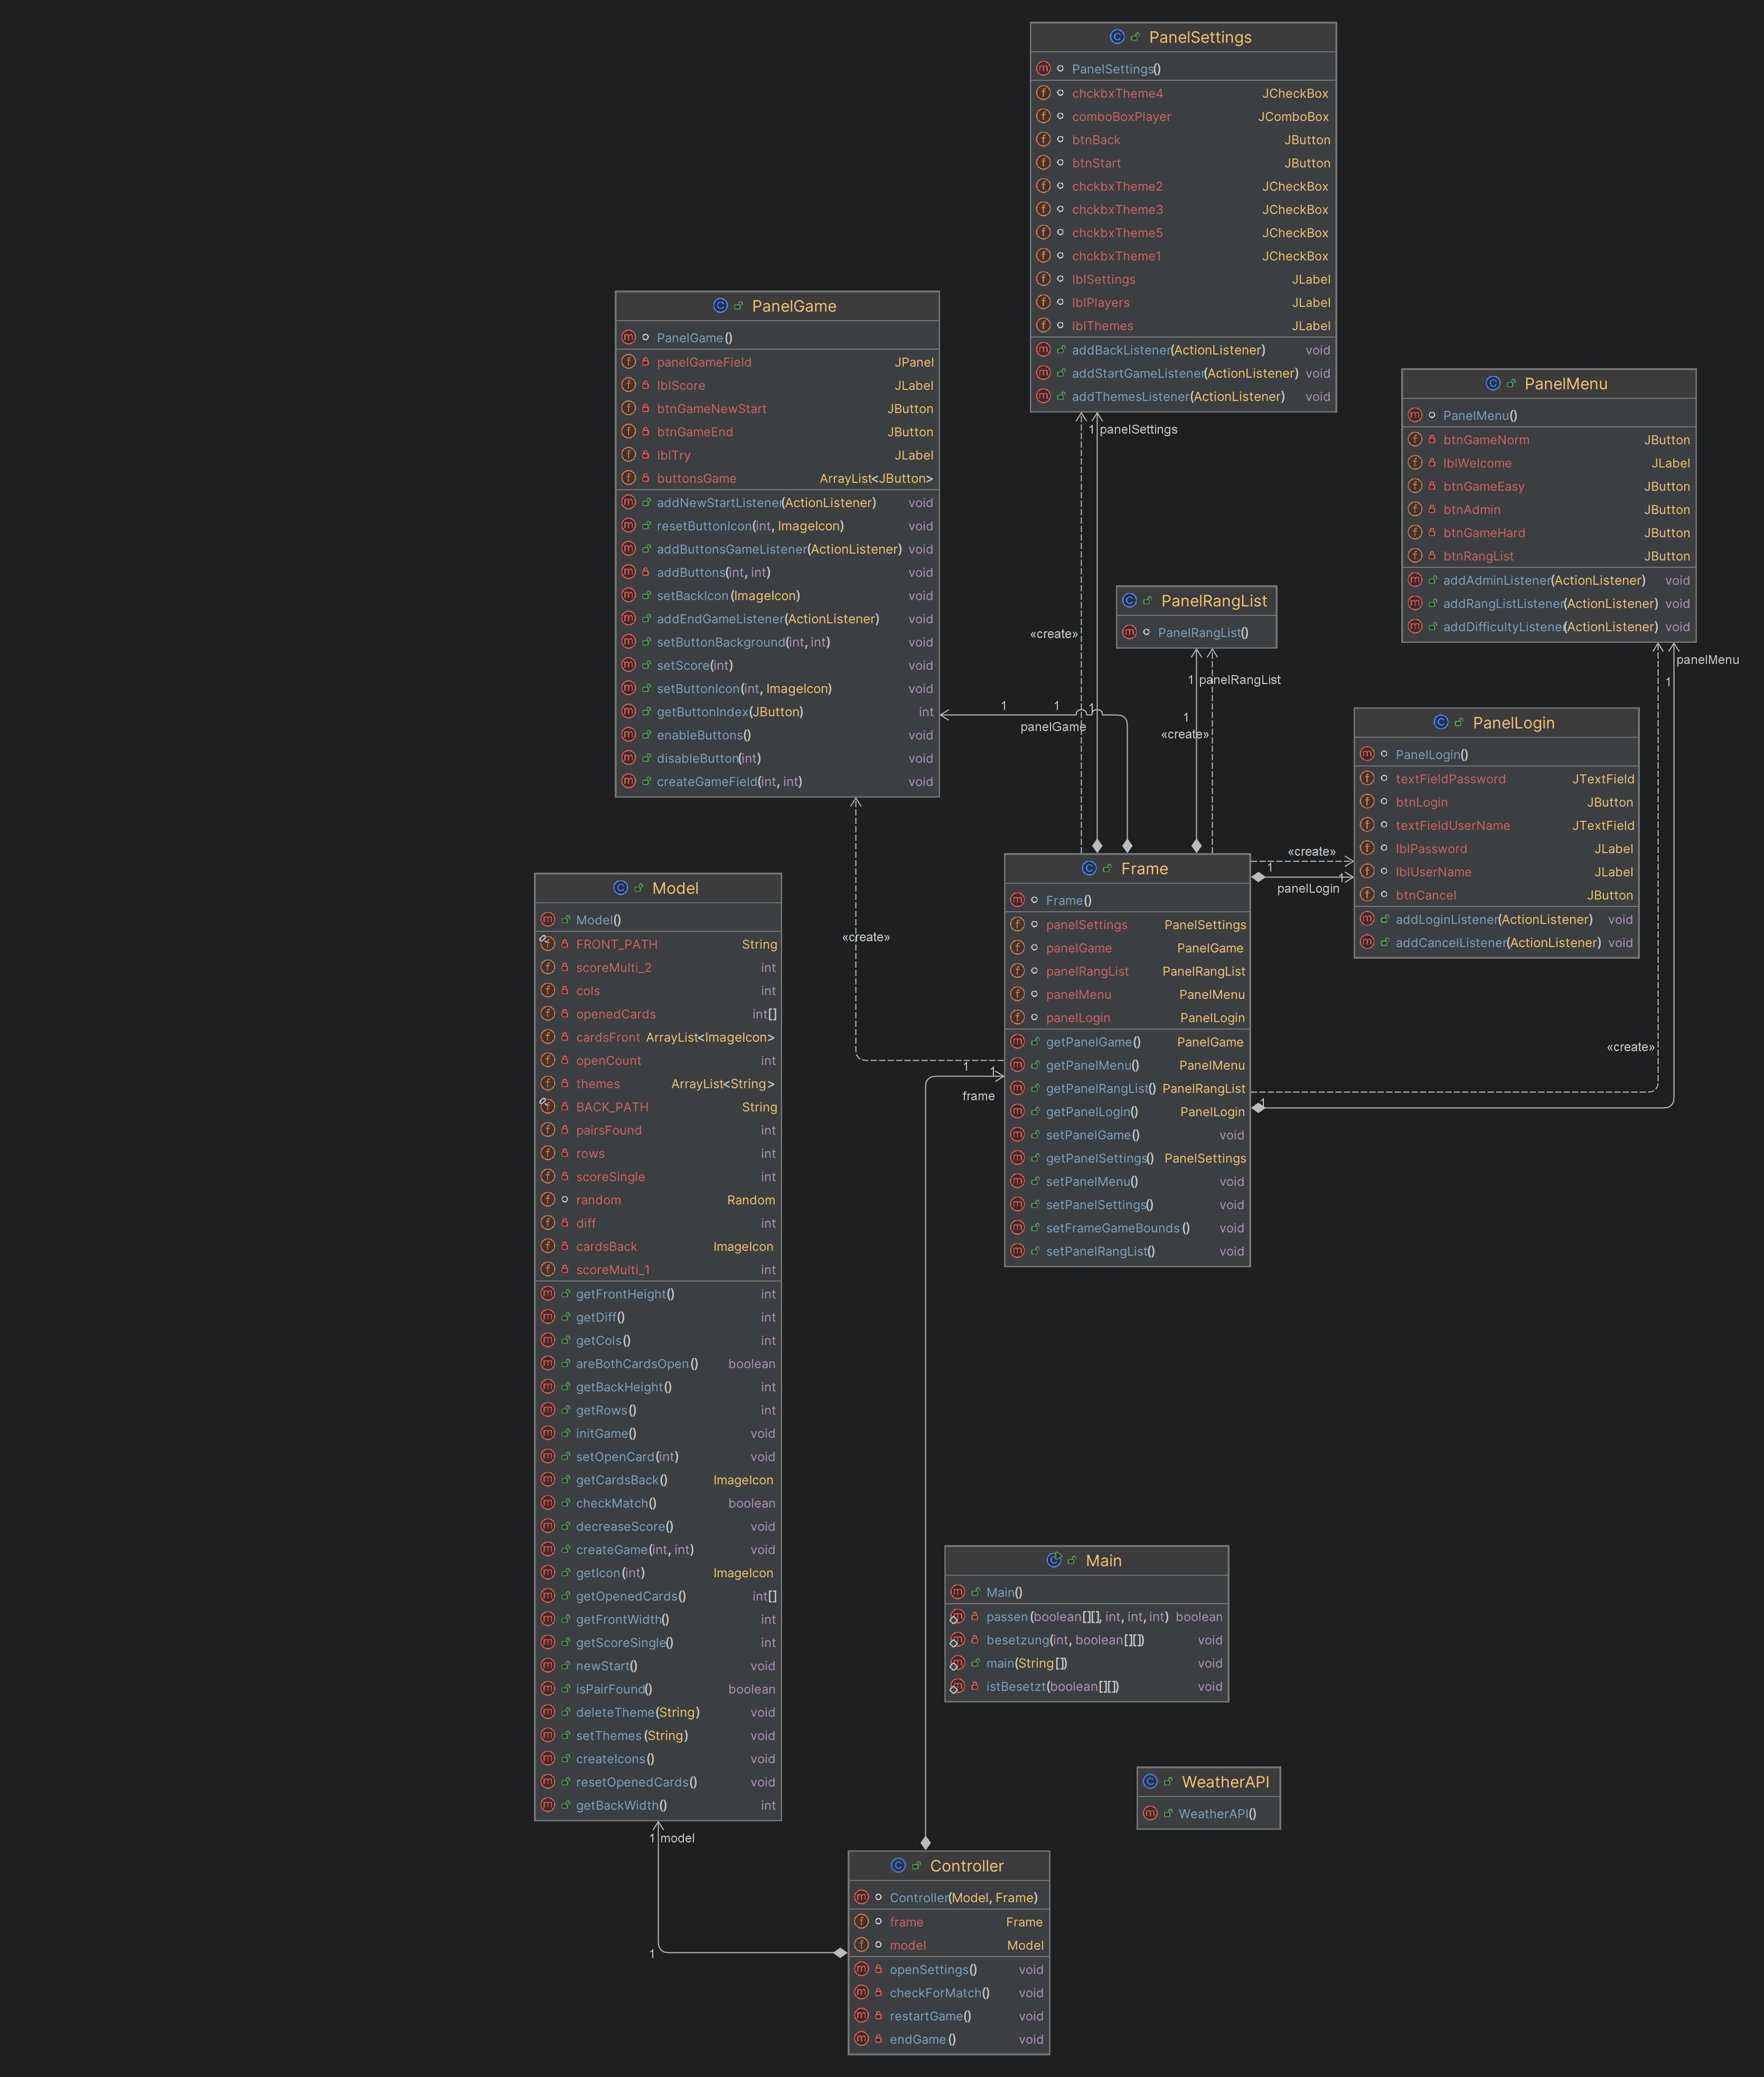 PanelSettings
PanelSettings()
chckbxTheme4 JCheckBox
comboBoxPlayer JComboBox
btnBack JButton
btnStart JButton
chckbxTheme2 JCheckBox
chckbxTheme3 JCheckBox
chckbxTheme5 JCheckBox
chckbxTheme1 JCheckBox
lblSettings JLabel
lblPlayers JLabel
lblThemes JLabel
addBackListener(ActionListener) void
addStartGameListener(ActionListener) void
addThemesListener(ActionListener) void
1 panelSettings
PanelGame
PanelGame()
panelGameField JPanel
lblScore JLabel
btnGameNewStart JButton
btnGameEnd JButton
lblTry JLabel
buttonsGame ArrayList<JButton>
addNewStartListener(ActionListener) void
resetButtonIcon(int, ImageIcon) void
addButtonsGameListener(ActionListener) void
addButtons(int, int) void
setBackIcon(ImageIcon) void
addEndGameListener(ActionListener) void
setButtonBackground(int, int) void
setScore(int) void
setButtonIcon(int, ImageIcon) void
getButtonIndex(JButton) int
enableButtons() void
disableButton(int) void
createGameField(int, int) void
PanelMenu
PanelMenu()
btnGameNorm JButton
lblWelcome JLabel
btnGameEasy JButton
btnAdmin JButton
btnGameHard JButton
btnRangList JButton
addAdminListener(ActionListener) void
addRangListListener(ActionListener) void
addDifficultyListener(ActionListener) void
panelMenu
1
PanelRangList
PanelRangList()
«create»
1 panelRangList
1
«create»
1 1 1
panelGame
PanelLogin
PanelLogin()
textFieldPassword JTextField
btnLogin JButton
textFieldUserName JTextField
lblPassword JLabel
lblUserName JLabel
btnCancel JButton
addLoginListener(ActionListener) void
addCancelListener(ActionListener) void
«create»
1 1
panelLogin
«create»
1
Frame
Frame()
panelSettings PanelSettings
panelGame PanelGame
panelRangList PanelRangList
panelMenu PanelMenu
panelLogin PanelLogin
getPanelGame() PanelGame
getPanelMenu() PanelMenu
getPanelRangList() PanelRangList
getPanelLogin() PanelLogin
setPanelGame() void
getPanelSettings() PanelSettings
setPanelMenu() void
setPanelSettings() void
setFrameGameBounds() void
setPanelRangList() void
«create»
1 1
frame
Model
Model()
FRONT_PATH String
scoreMulti_2 int
cols int
openedCards int[]
cardsFront ArrayList<ImageIcon>
openCount int
themes ArrayList<String>
BACK_PATH String
pairsFound int
rows int
scoreSingle int
random Random
diff int
cardsBack ImageIcon
scoreMulti_1 int
getFrontHeight() int
getDiff() int
getCols() int
areBothCardsOpen() boolean
getBackHeight() int
getRows() int
initGame() void
setOpenCard(int) void
getCardsBack() ImageIcon
checkMatch() boolean
decreaseScore() void
createGame(int, int) void
getIcon(int) ImageIcon
getOpenedCards() int[]
getFrontWidth() int
getScoreSingle() int
newStart() void
isPairFound() boolean
deleteTheme(String) void
setThemes(String) void
createIcons() void
resetOpenedCards() void
getBackWidth() int
1 model
1
Main
Main()
passen(boolean[][], int, int, int) boolean
besetzung(int, boolean[][]) void
main(String[]) void
istBesetzt(boolean[][]) void
WeatherAPI
WeatherAPI()
Controller
Controller(Model, Frame)
frame Frame
model Model
openSettings() void
checkForMatch() void
restartGame() void
endGame() void